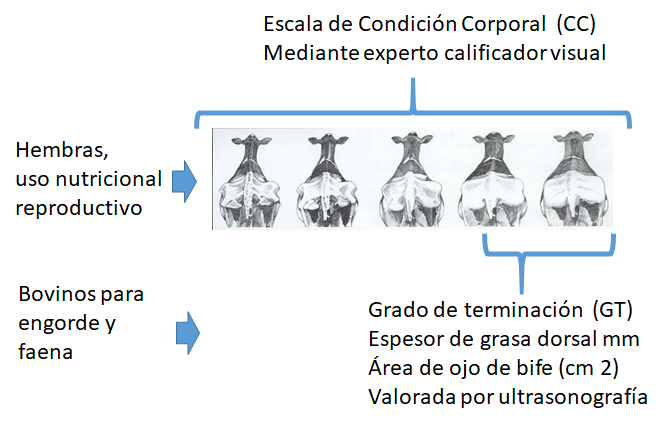 Escala de Condición Corporal (CC)
Mediante experto calificador visual
Hembras,
uso nutricional
reproductivo
Bovinos para
engorde y
faena
Grado de terminación (GT)
Espesor de grasa dorsal mm
Área de ojo de bife (cm 2)
Valorada por ultrasonografía